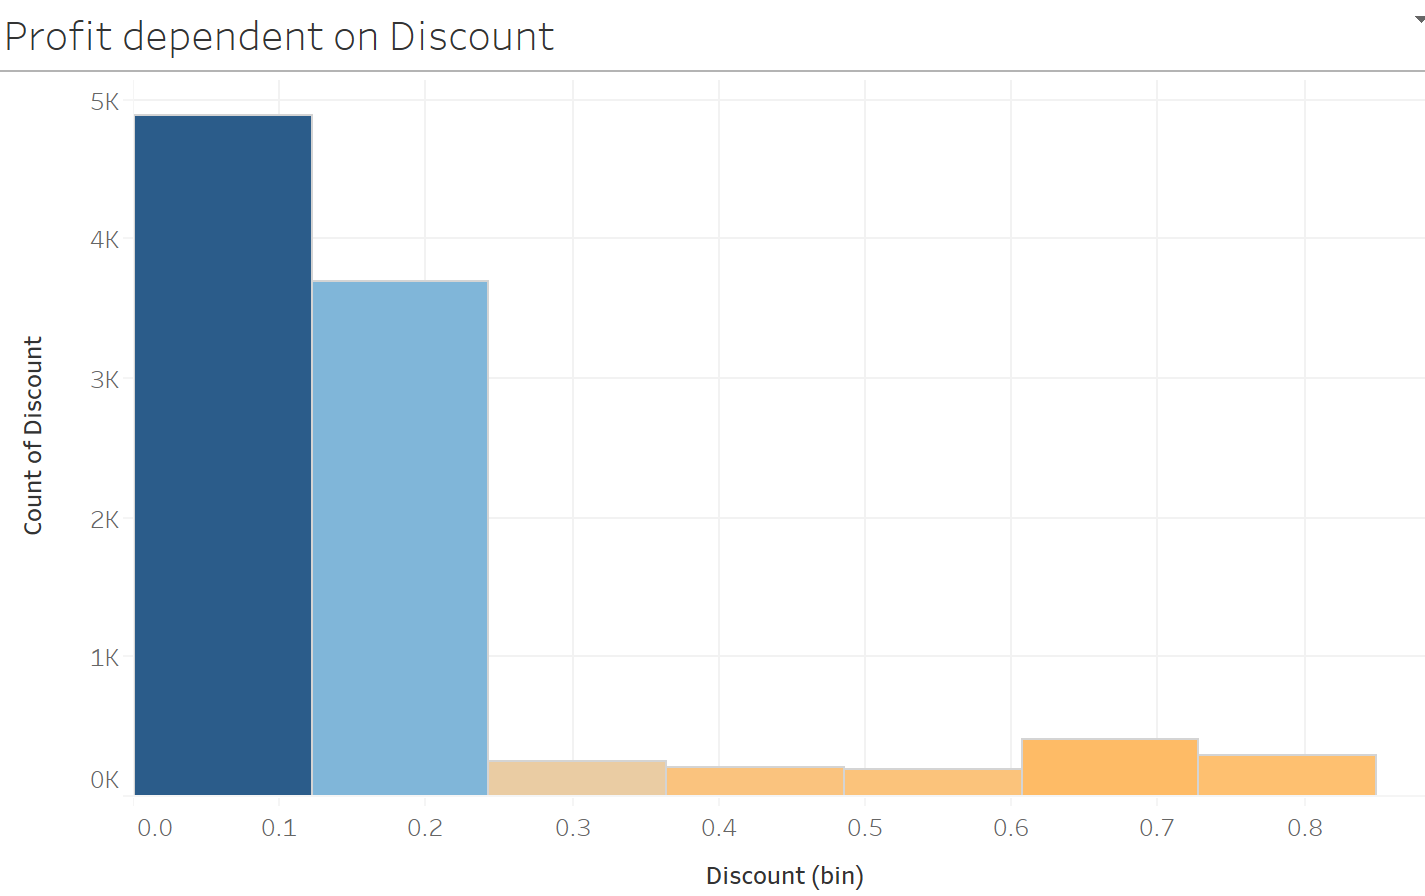 Profit dependent on Discount
5K
4K
3K
2K
1K
0K
Count of Discount
0.0 0.1 0.2 0.3 0.4 0.5 0.6 0.7 0.8
Discount (bin)